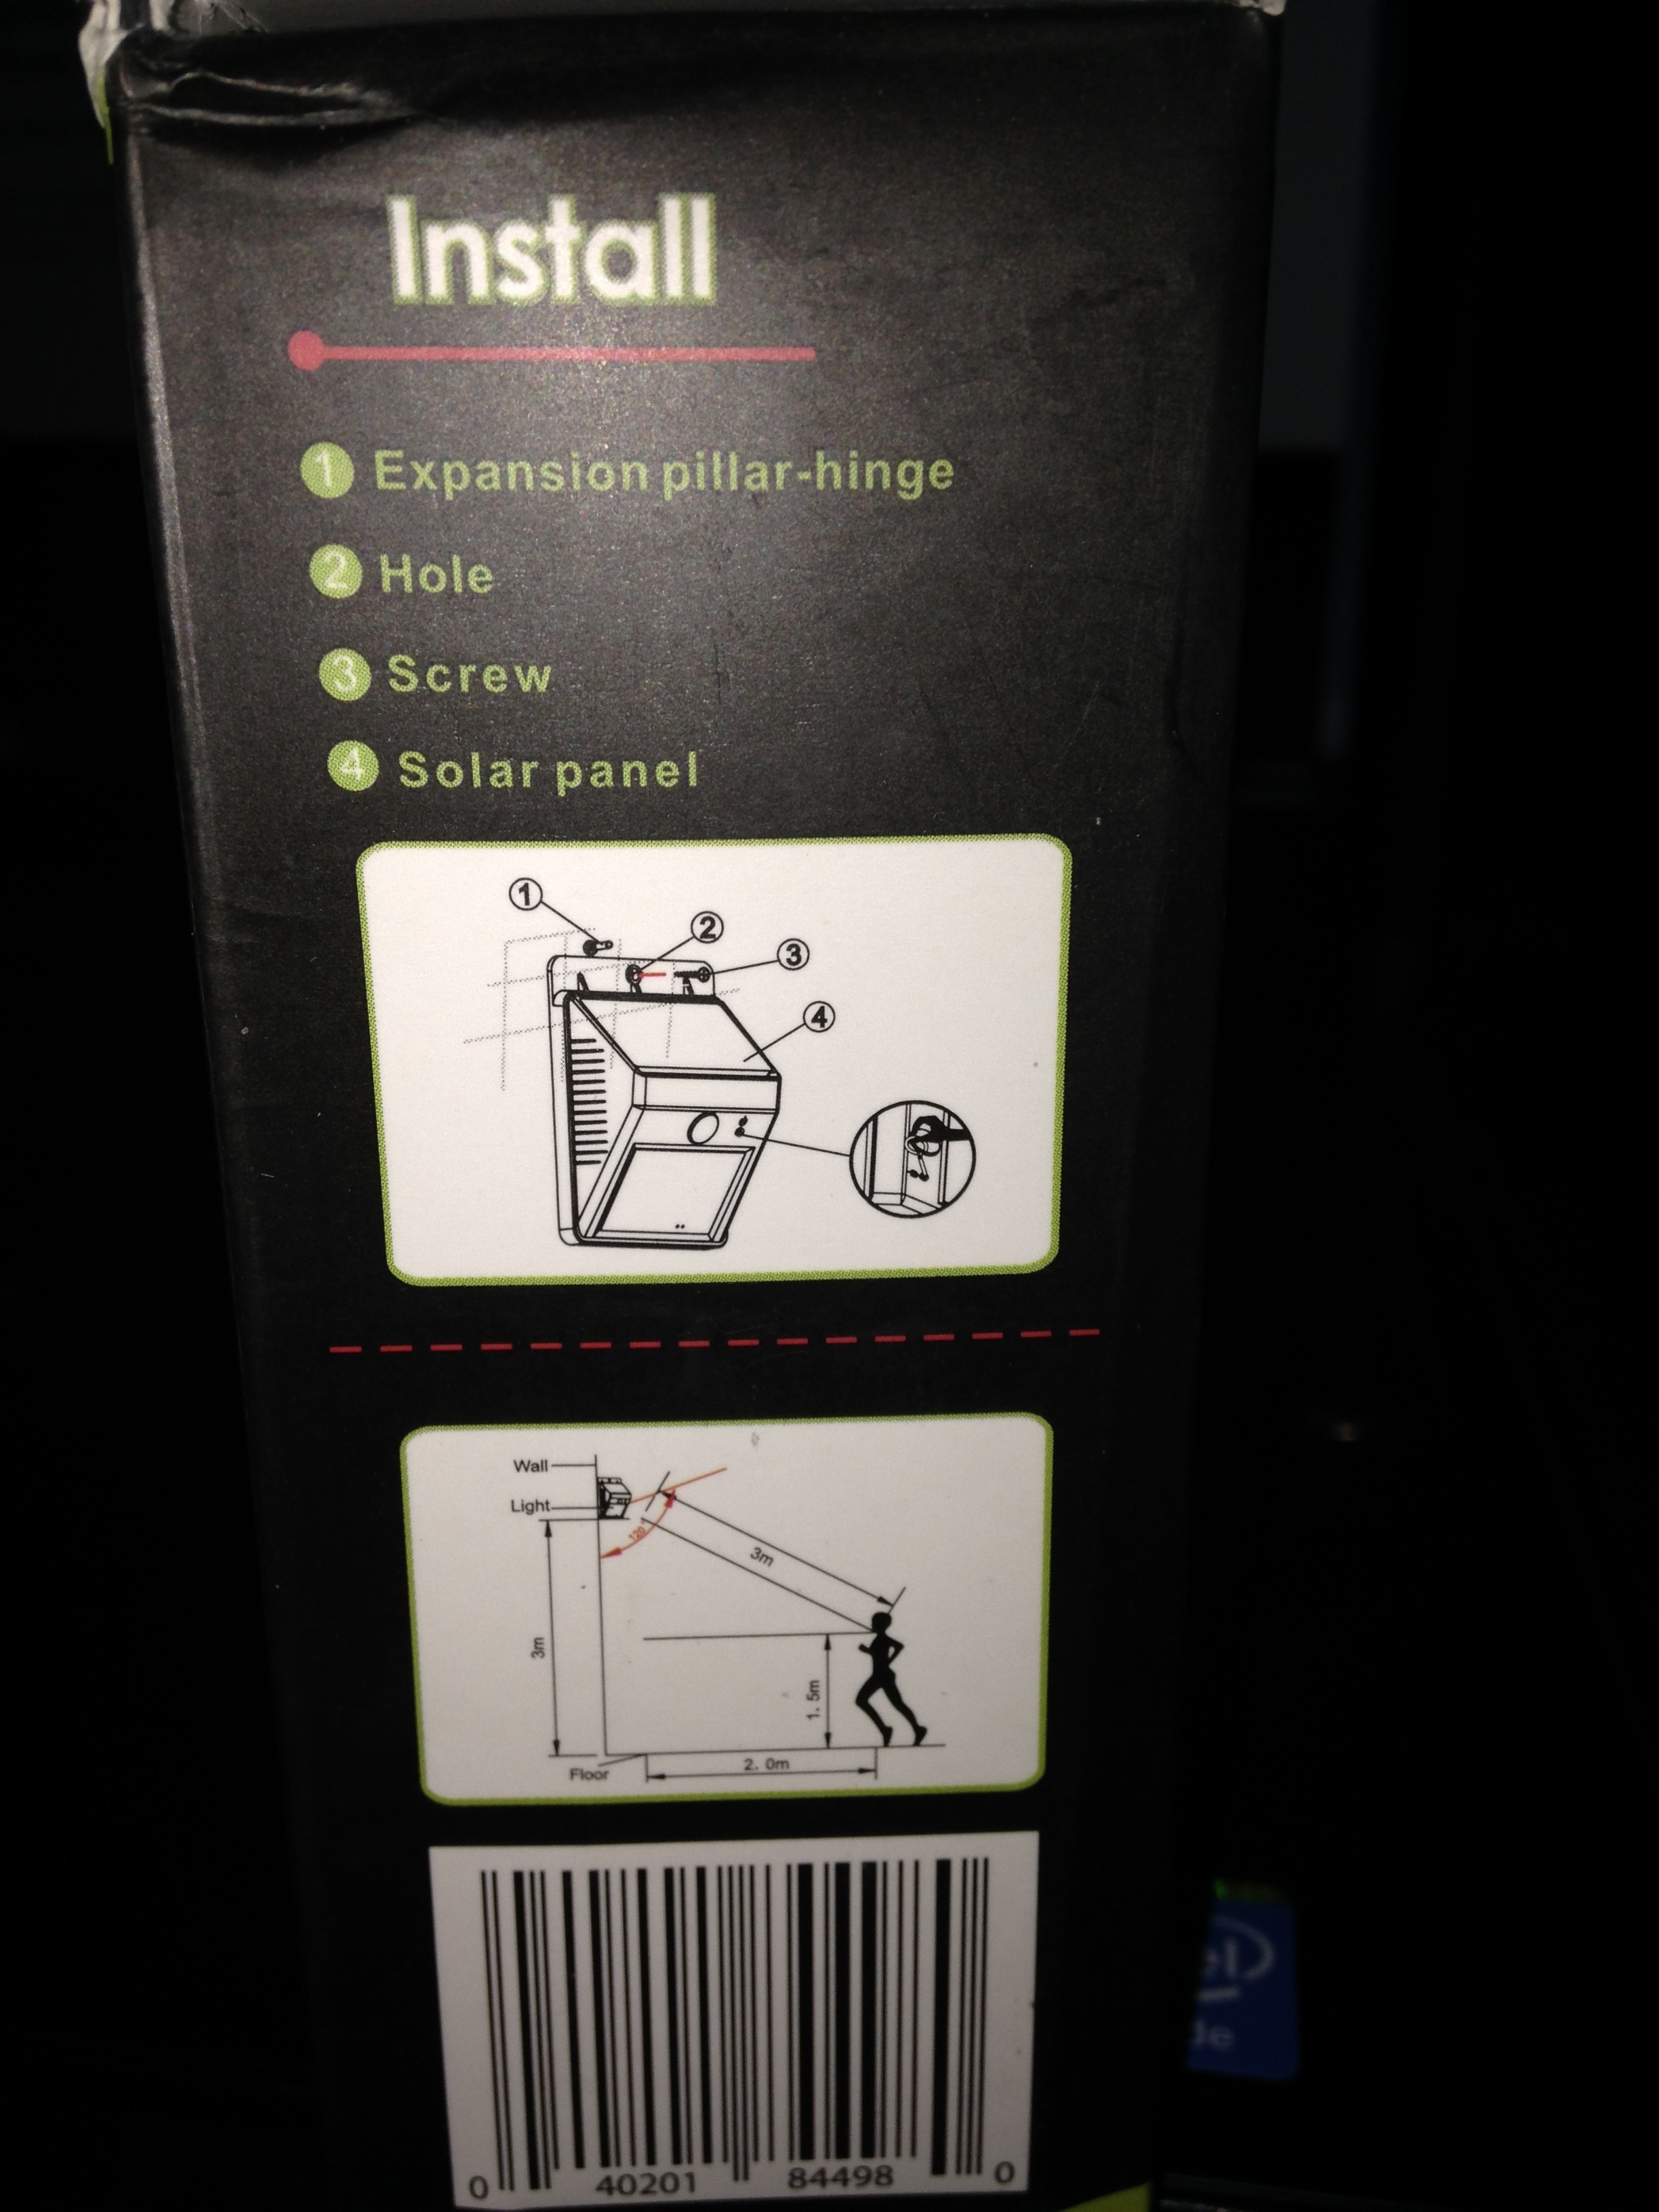 Install
1 Expansion pillar-hinge
2 Hole
3 Screw
4 Solar panel
1
2
3
4
Wall
Light
120°
3m
3m
1.5m
2.0m
Floor
0 40201 84498 0